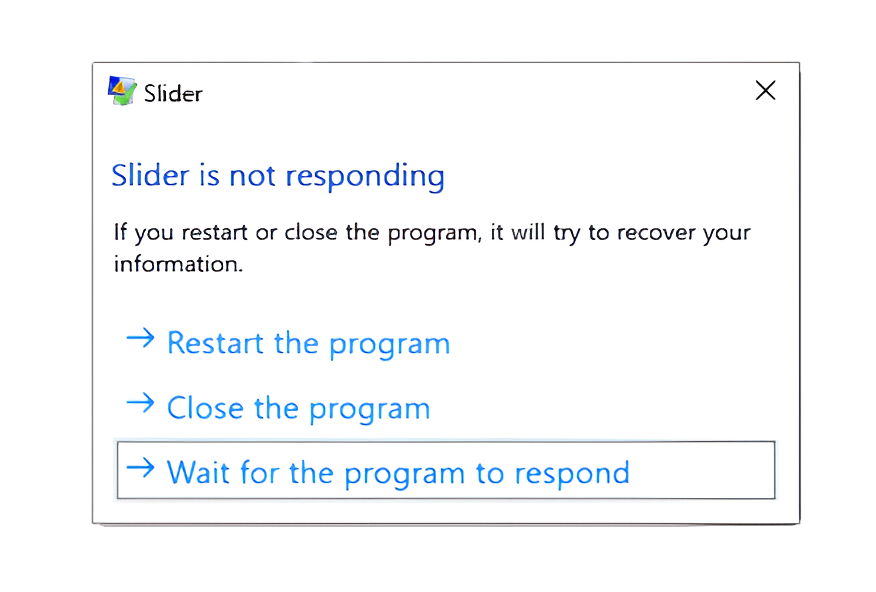 Slider
Slider is not responding
If you restart or close the program, it will try to recover your
information.
Restart the program
Close the program
Wait for the program to respond